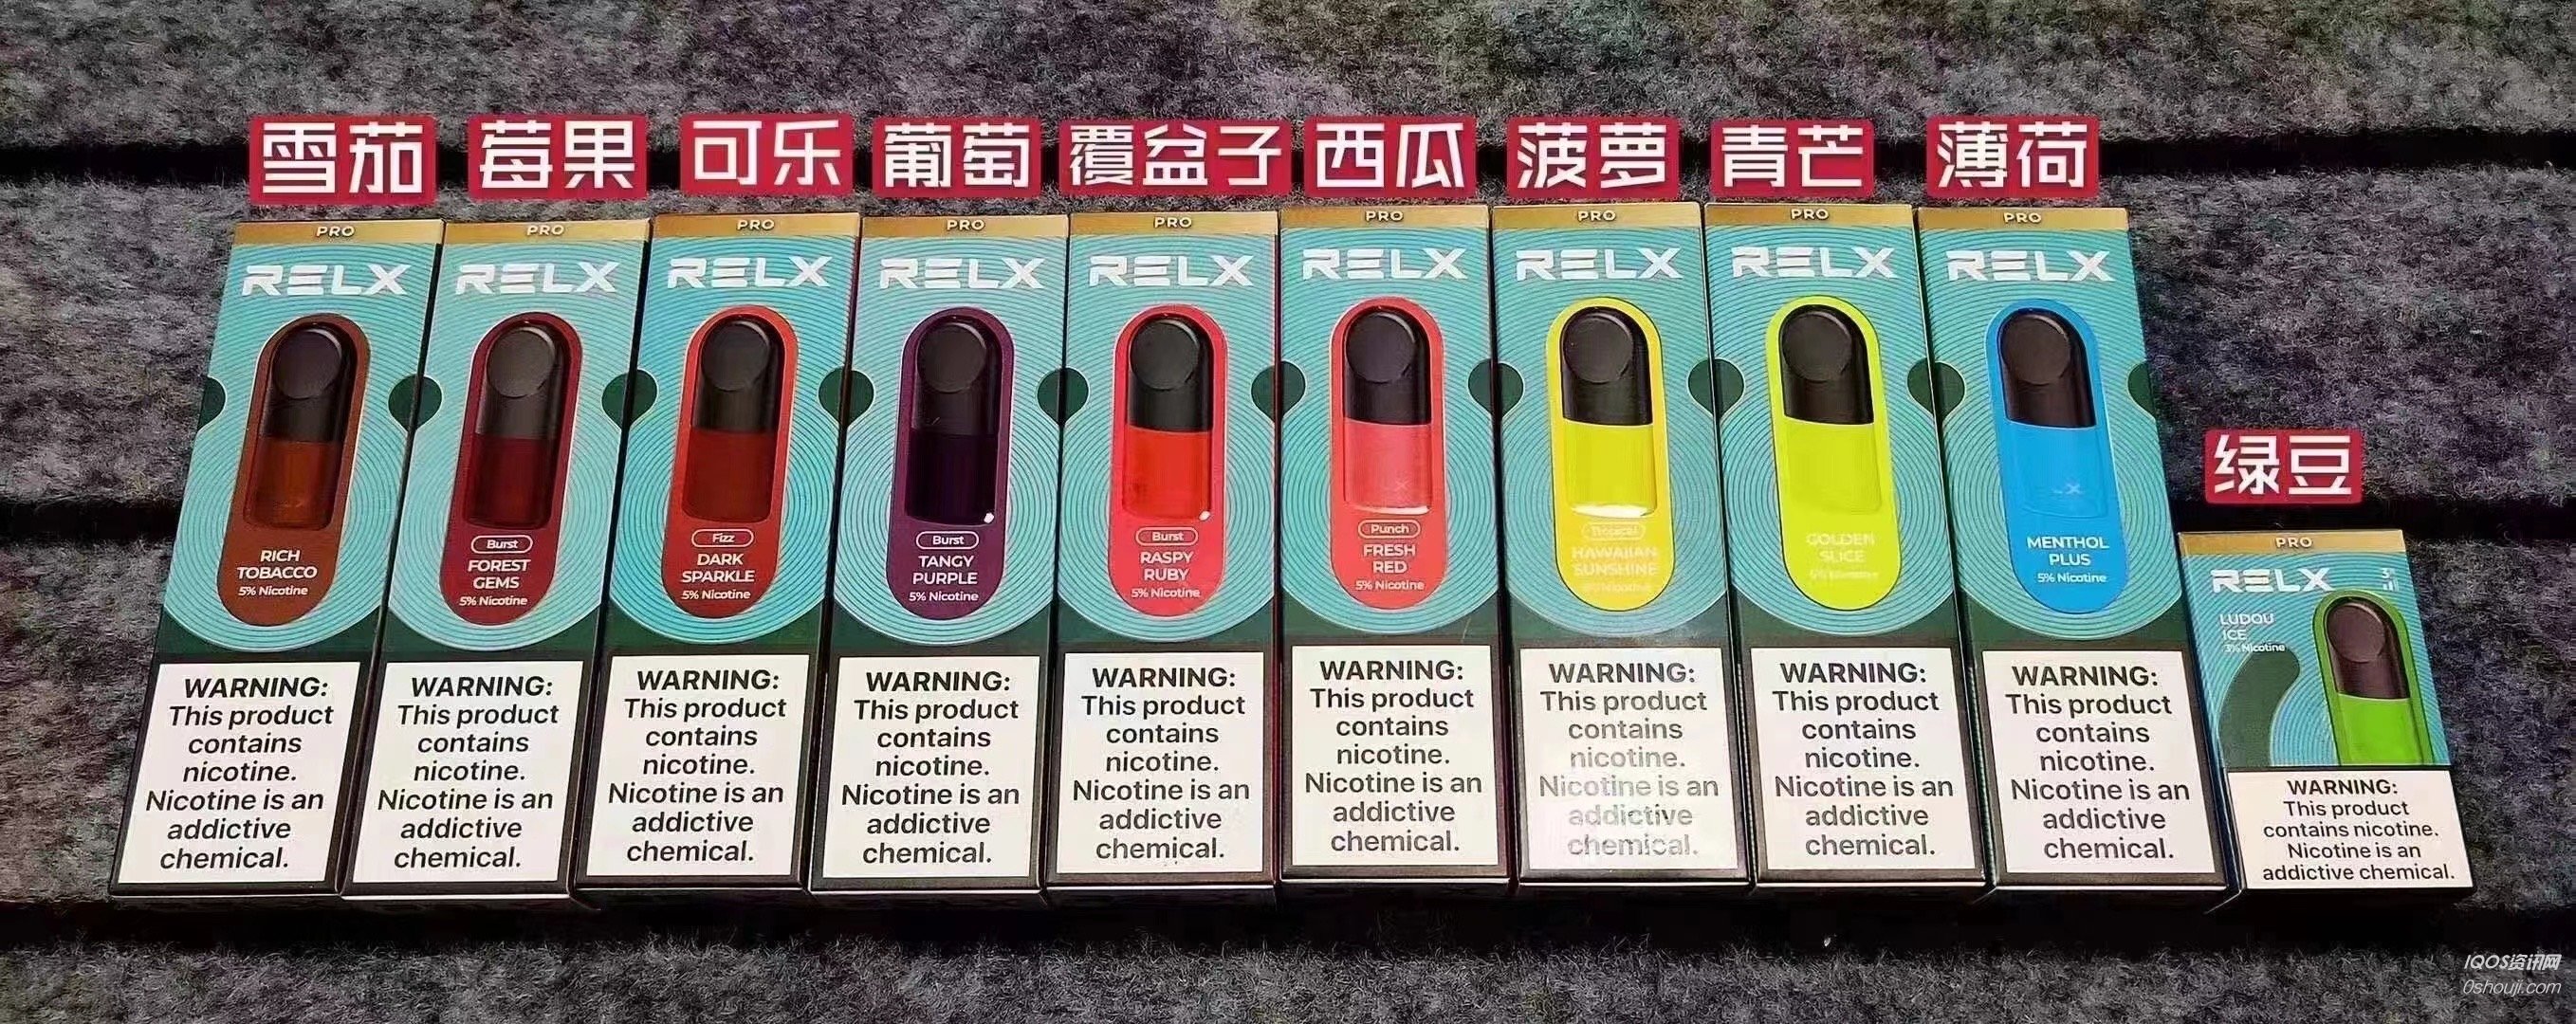 雪茄
莓果
可乐
葡萄
覆盆子
西瓜
菠萝
青芒
薄荷
绿豆
PRO
RELX
RICH
TOBACCO
5% Nicotine
WARNING:
This product
contains
nicotine.
Nicotine is an
addictive
chemical.
PRO
RELX
Burst
FOREST
GEMS
5% Nicotine
WARNING:
This product
contains
nicotine.
Nicotine is an
addictive
chemical.
PRO
RELX
Fizz
DARK
SPARKLE
5% Nicotine
WARNING:
This product
contains
nicotine.
Nicotine is an
addictive
chemical.
PRO
RELX
Burst
TANGY
PURPLE
5% Nicotine
WARNING:
This product
contains
nicotine.
Nicotine is an
addictive
chemical.
PRO
RELX
Burst
RASPY
RUBY
5% Nicotine
WARNING:
This product
contains
nicotine.
Nicotine is an
addictive
chemical.
PRO
RELX
Punch
FRESH
RED
5% Nicotine
WARNING:
This product
contains
nicotine.
Nicotine is an
addictive
chemical.
PRO
RELX
Tropical
HAWAIIAN
SUNSHINE
5% Nicotine
WARNING:
This product
contains
nicotine.
Nicotine is an
addictive
chemical.
PRO
RELX
GOLDEN
SLICE
5% Nicotine
WARNING:
This product
contains
nicotine.
Nicotine is an
addictive
chemical.
PRO
RELX
MENTHOL
PLUS
5% Nicotine
WARNING:
This product
contains
nicotine.
Nicotine is an
addictive
chemical.
PRO
RELX
LUDOU
ICE
3% Nicotine
WARNING:
This product
contains nicotine.
Nicotine is an
addictive chemical.
IQOS资讯网
0shouji.com